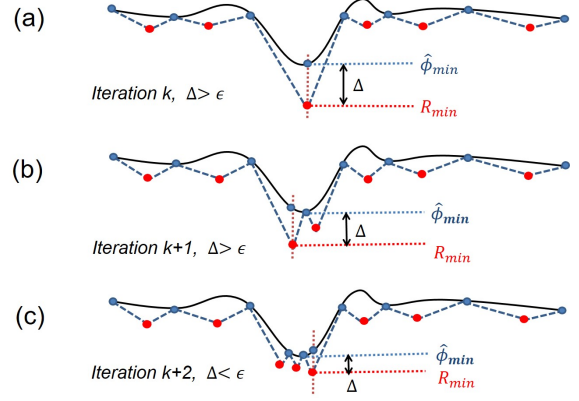 (a)
ϕ̂min
Δ
Iteration k, Δ> ϵ
Rmin
(b)
ϕ̂min
Δ
Iteration k+1, Δ> ϵ
Rmin
(c)
ϕ̂min
Iteration k+2, Δ< ϵ
Δ
Rmin